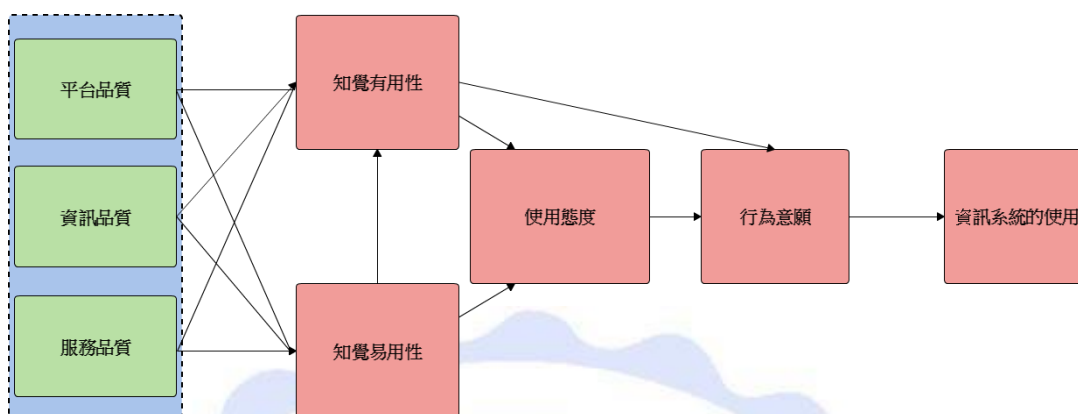 平台品質
資訊品質
服務品質
知覺有用性
知覺易用性
使用態度
行為意願
資訊系統的使用